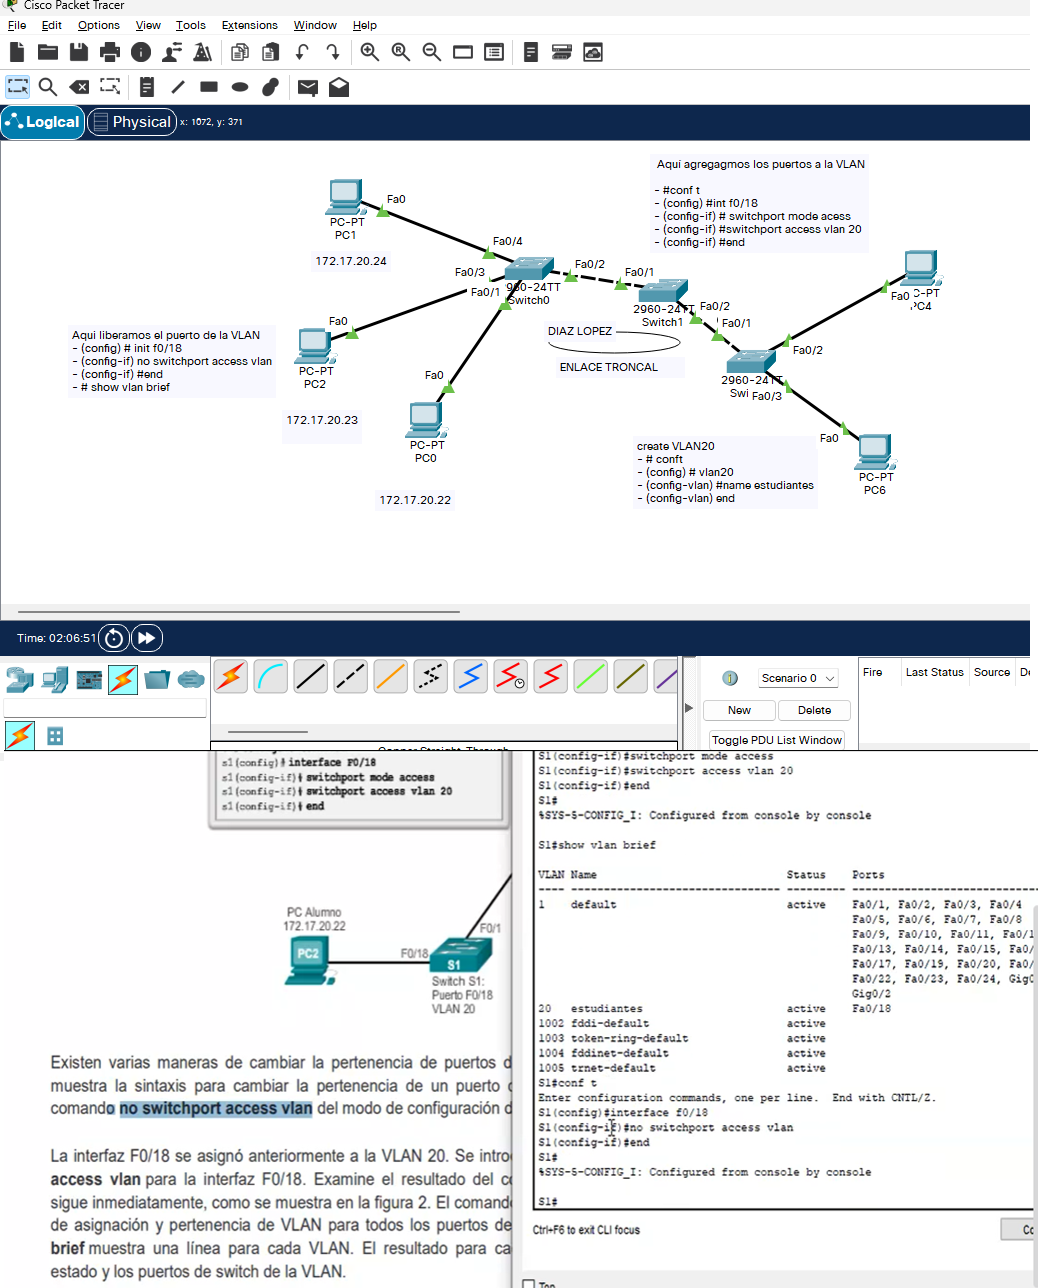 Cisco Packet Tracer
File Edit Options View Tools Extensions Window Help
Logical
Physical
x: 1072, y: 371
Aqui agregagmos los puertos a la VLAN
- #conf t
- (config) #int f0/18
- (config-if) # switchport mode acess
- (config-if) #switchport access vlan 20
- (config-if) #end
Fa0
PC-PT
PC1
172.17.20.24
Fa0/4
Fa0/3
Fa0/1
Fa0/2
Switch0
Fa0/1
2960-24TT
Switch1
Fa0/2
Fa0/1
Fa0
PC4
Fa0/2
DIAZ LOPEZ
ENLACE TRONCAL
2960-24TT
Fa0/3
Aqui liberamos el puerto de la VLAN
- (config) # init f0/18
- (config-if) no switchport access vlan
- (config-if) #end
- # show vlan brief
Fa0
PC-PT
PC2
172.17.20.23
Fa0
PC-PT
PC0
172.17.20.22
create VLAN20
- # conft
- (config) # vlan20
- (config-vlan) #name estudiantes
- (config-vlan) end
Fa0
PC-PT
PC6
Time: 02:06:51
Scenario 0
New
Delete
Toggle PDU List Window
Fire Last Status Source
Copper Straight-Through
s1(config)# interface F0/18
s1(config-if)# switchport mode access
s1(config-if)# switchport access vlan 20
s1(config-if)# end
PC Alumno
172.17.20.22
PC2
F0/18
F0/1
S1
Switch S1:
Puerto F0/18
VLAN 20
Existen varias maneras de cambiar la pertenencia de puertos
muestra la sintaxis para cambiar la pertenencia de un puerto
comando no switchport access vlan del modo de configuración
La interfaz F0/18 se asignó anteriormente a la VLAN 20. Se intro
access vlan para la interfaz F0/18. Examine el resultado del
sigue inmediatamente, como se muestra en la figura 2. El comand
de asignación y pertenencia de VLAN para todos los puertos de
brief muestra una línea para cada VLAN. El resultado para ca
estado y los puertos de switch de la VLAN.
S1(config-if)#switchport mode access
S1(config-if)#switchport access vlan 20
S1(config-if)#end
S1#
%SYS-5-CONFIG_I: Configured from console by console
S1#show vlan brief
VLAN Name Status Ports
---- -------------------------------- --------- -------------------------------
1 default active Fa0/1, Fa0/2, Fa0/3, Fa0/4
Fa0/5, Fa0/6, Fa0/7, Fa0/8
Fa0/9, Fa0/10, Fa0/11, Fa0/1
Fa0/13, Fa0/14, Fa0/15, Fa0/
Fa0/17, Fa0/19, Fa0/20, Fa0/
Fa0/22, Fa0/23, Fa0/24, Gig0
Gig0/2
20 estudiantes active Fa0/18
1002 fddi-default active
1003 token-ring-default active
1004 fddinet-default active
1005 trnet-default active
S1#conf t
Enter configuration commands, one per line. End with CNTL/Z.
S1(config)#interface f0/18
S1(config-if)#no switchport access vlan
S1(config-if)#end
S1#
%SYS-5-CONFIG_I: Configured from console by console
S1#
Ctrl+F6 to exit CLI focus
Top